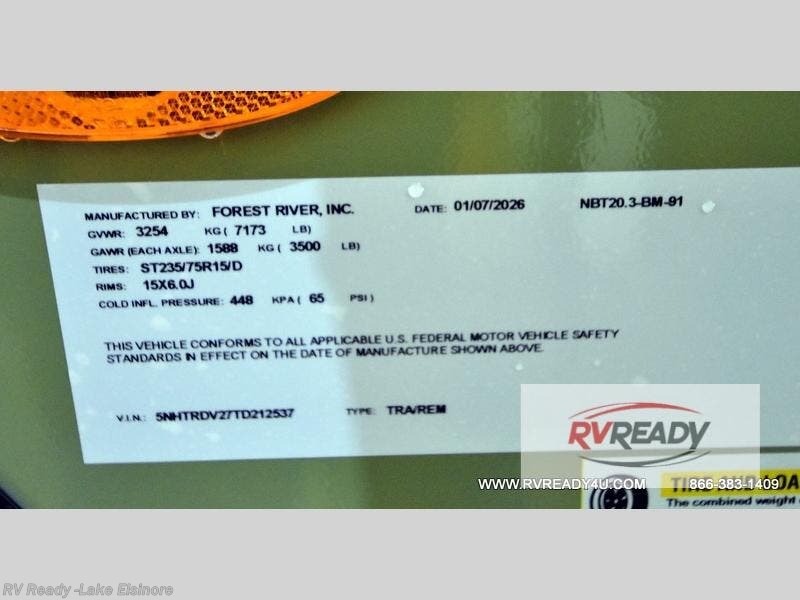 MANUFACTURED BY: FOREST RIVER, INC. DATE: 01/07/2026 NBT20.3-BM-91
GVWR: 3254 KG ( 7173 LB)
GAWR (EACH AXLE): 1588 KG ( 3500 LB)
TIRES: ST235/75R15/D
RIMS: 15X6.0J
COLD INFL. PRESSURE: 448 KPA ( 65 PSI )
THIS VEHICLE CONFORMS TO ALL APPLICABLE U.S. FEDERAL MOTOR VEHICLE SAFETY
STANDARDS IN EFFECT ON THE DATE OF MANUFACTURE SHOWN ABOVE.
V.I.N.: 5NHTRDV27TD212537 TYPE: TRA/REM
RVREADY
WWW.RVREADY4U.COM 866-383-1409
TIRE AND LOA
The combined weight
RV Ready -Lake Elsinore